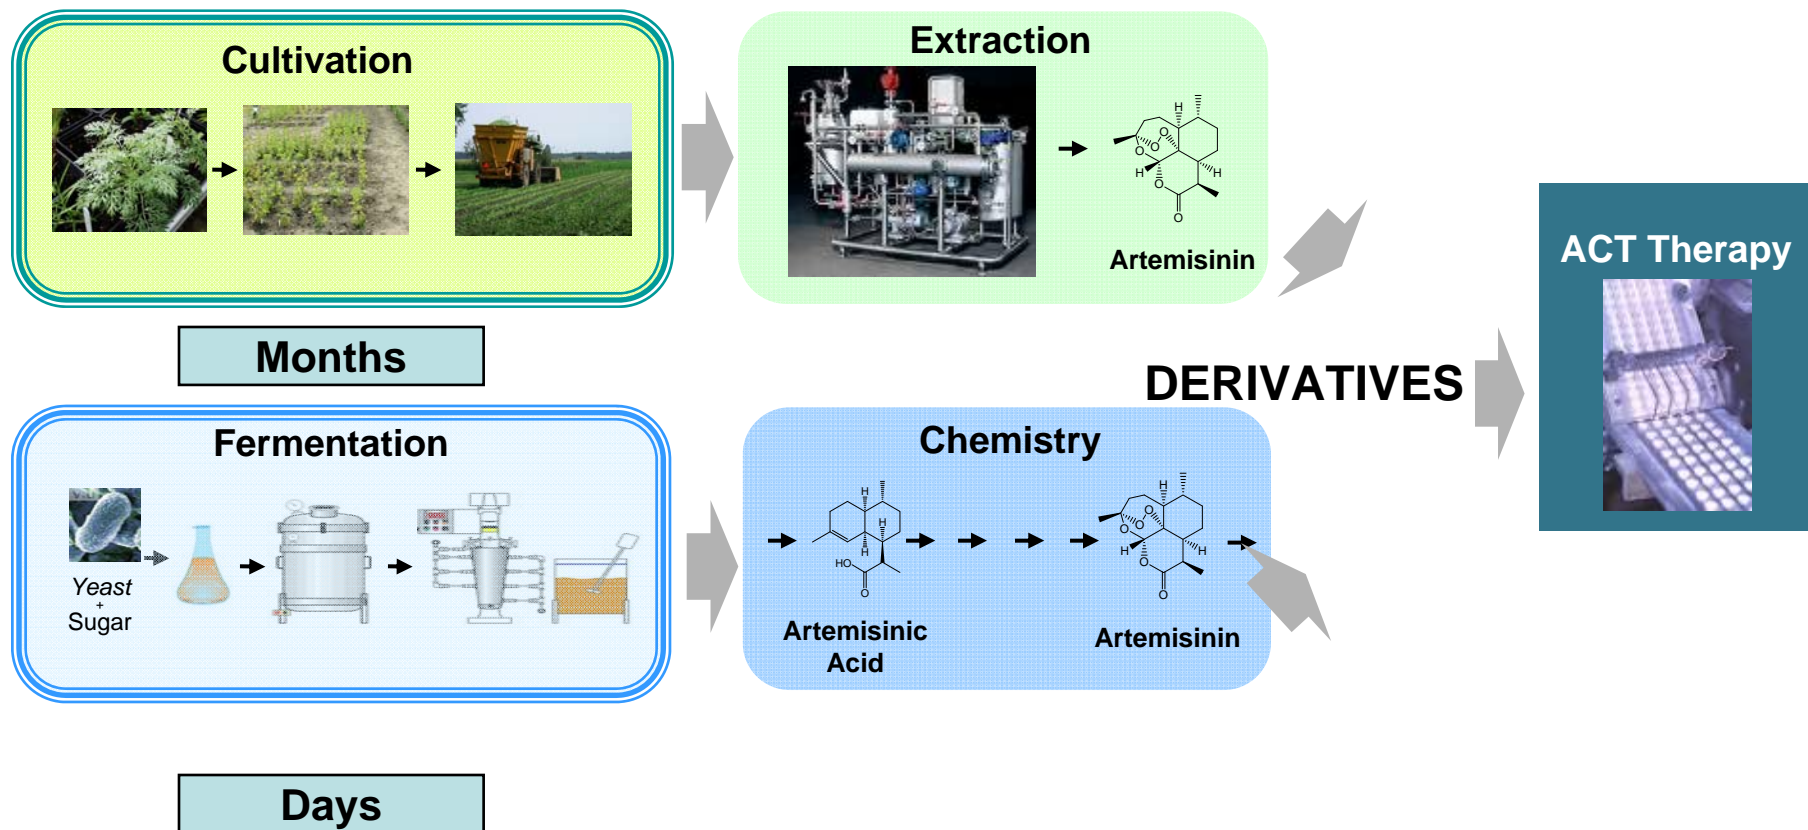 Cultivation
Extraction
H
O
O
O
H
O
H
O
Artemisinin
ACT Therapy
Months
DERIVATIVES
Fermentation
Yeast
+
Sugar
Chemistry
H
H
H
HO
O
Artemisinic
Acid
H
O
O
O
H
O
H
O
Artemisinin
Days